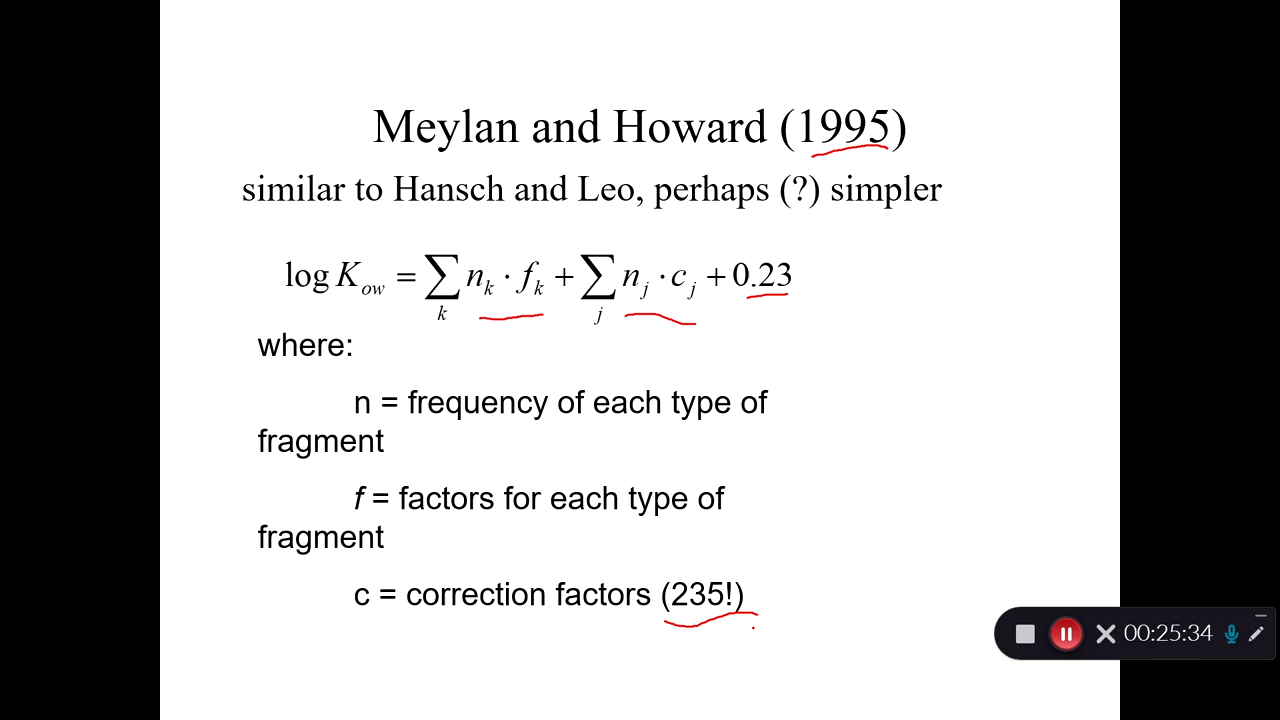 Meylan and Howard (1995)
similar to Hansch and Leo, perhaps (?) simpler
log K_ow = ∑_k n_k · f_k + ∑_j n_j · c_j + 0.23
where:
n = frequency of each type of
fragment
f = factors for each type of
fragment
c = correction factors (235!)
00:25:34